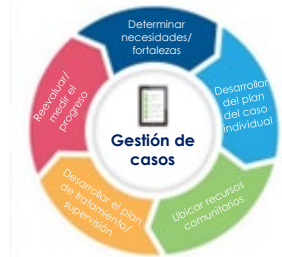 Determinar
necesidades/
fortalezas
Desarrollar
del plan
del caso
individual
Ubicar recursos
comunitarios
Desarrollar el plan
de tratamiento/
supervisión
Reevaluar/
medir el
progreso
Gestión de
casos